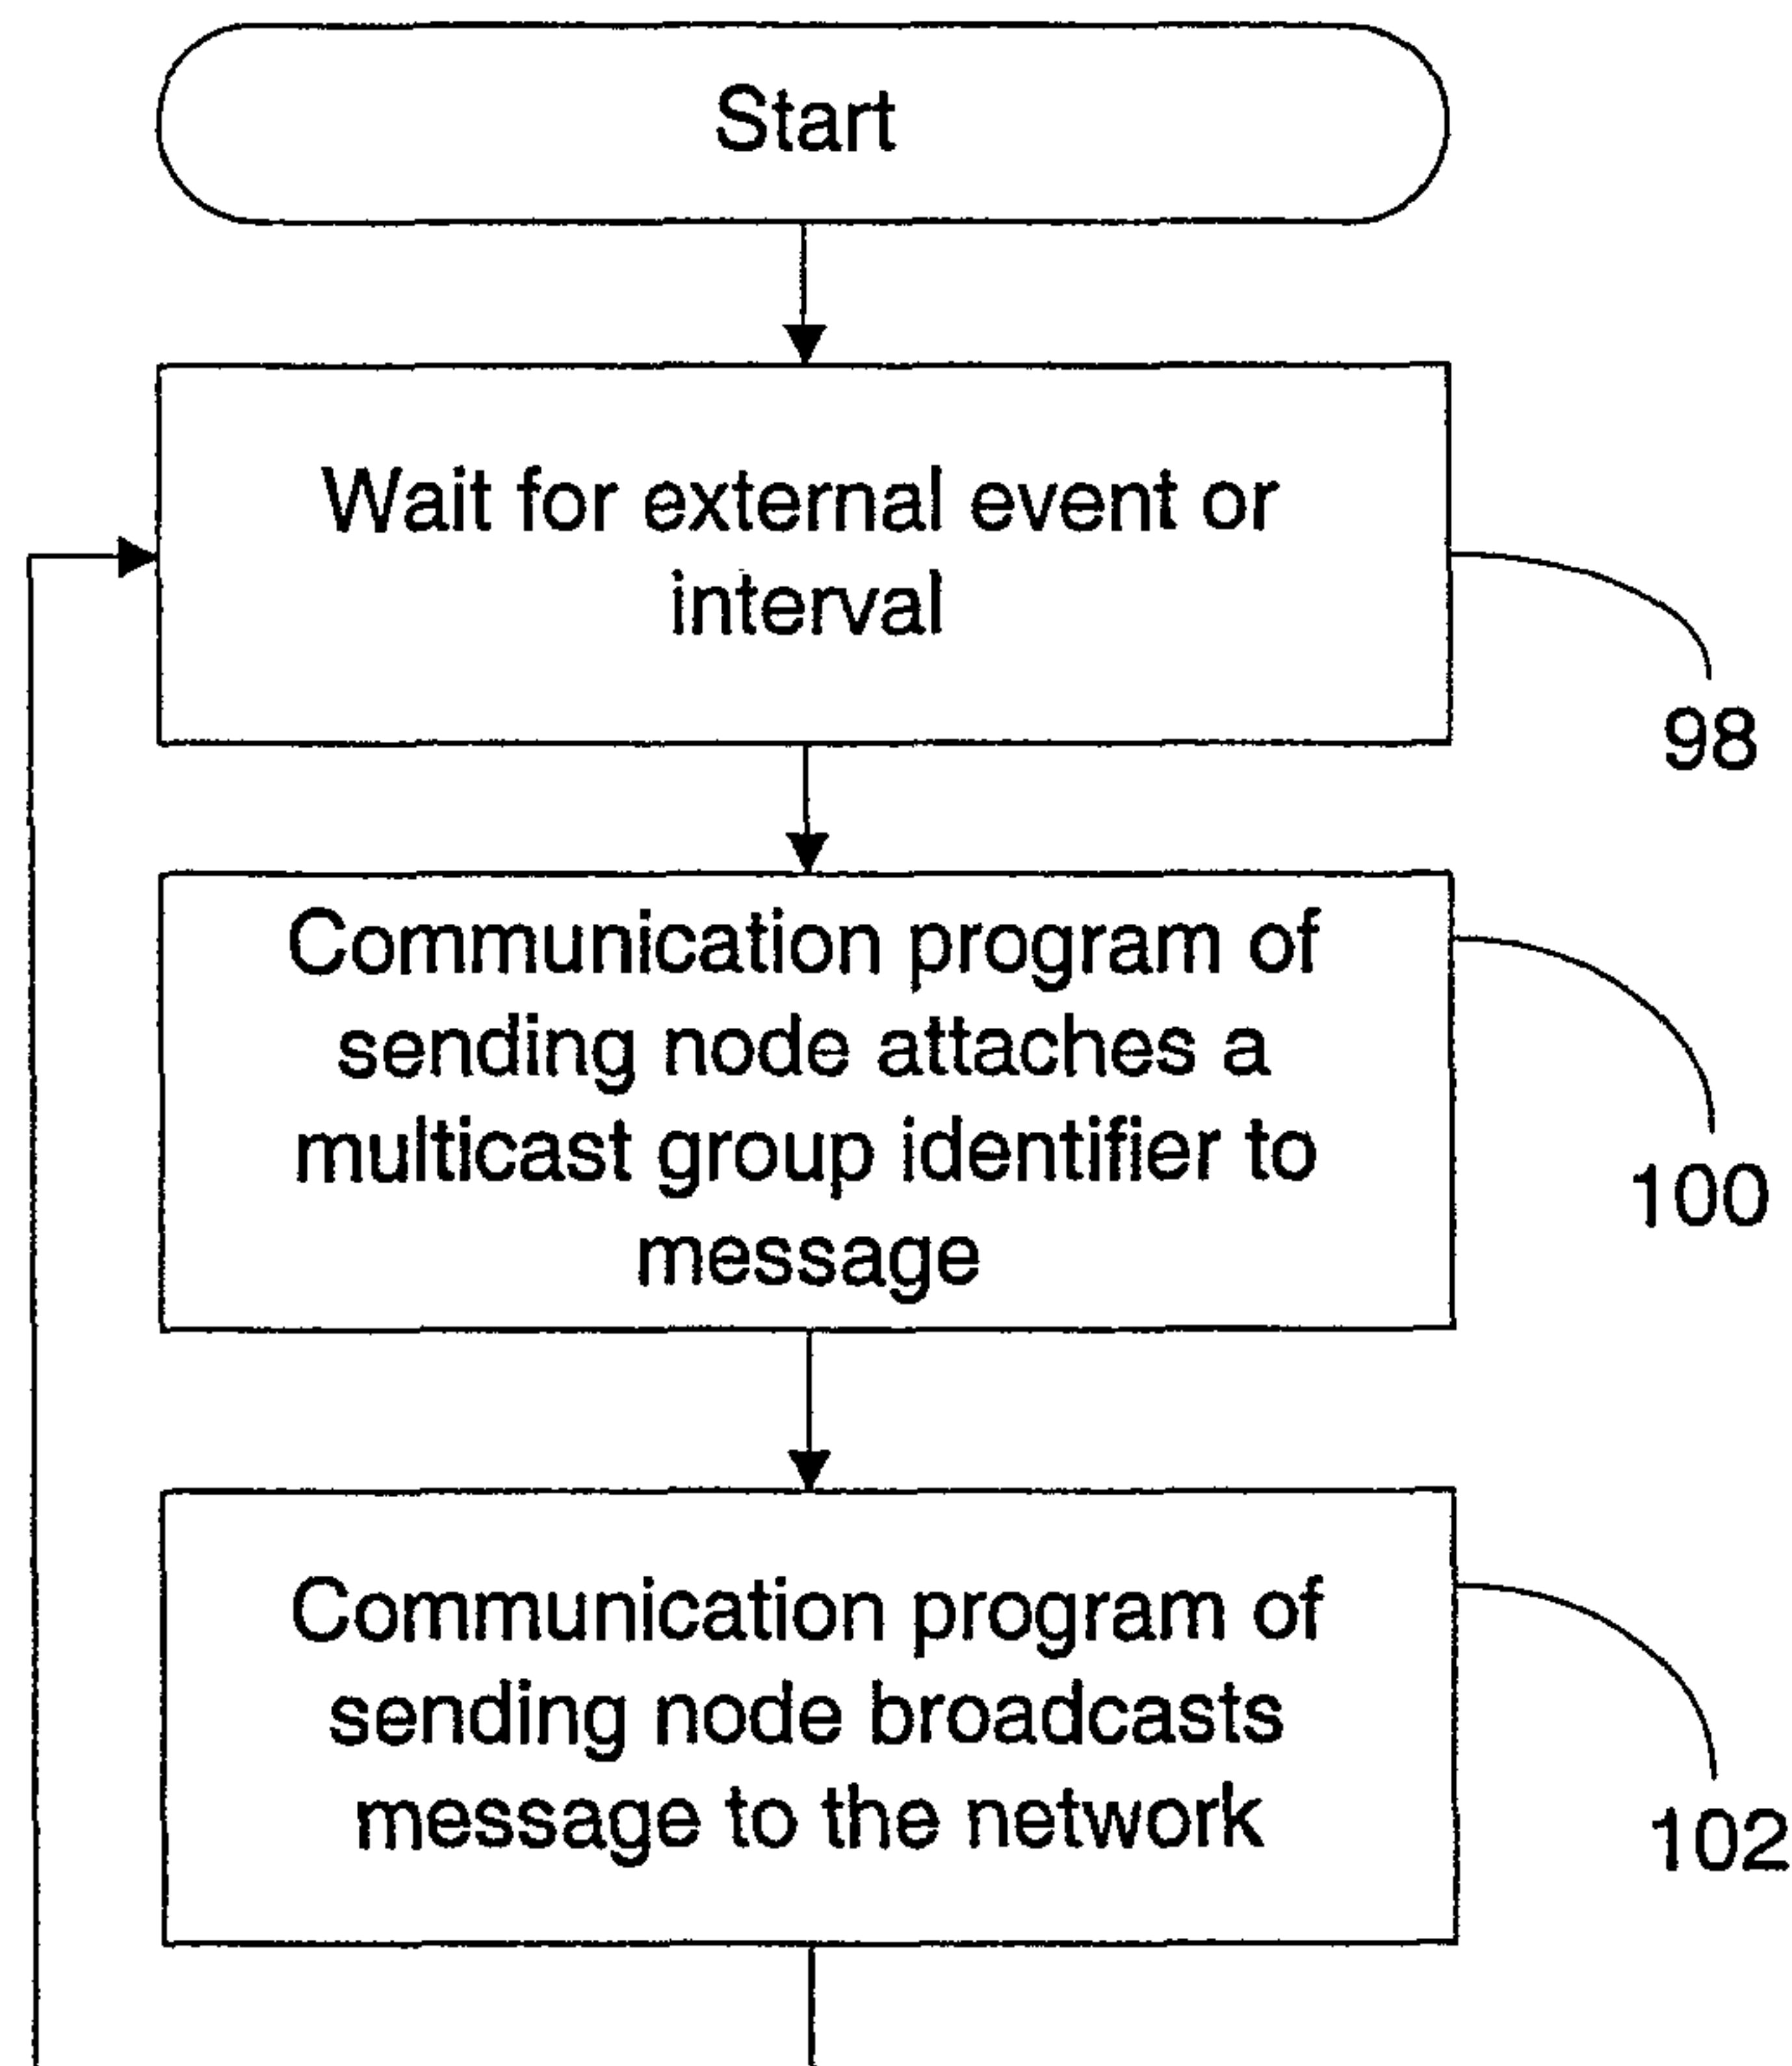 Start
Wait for external event or
interval
98
Communication program of
sending node attaches a
multicast group identifier to
message
100
Communication program of
sending node broadcasts
message to the network
102